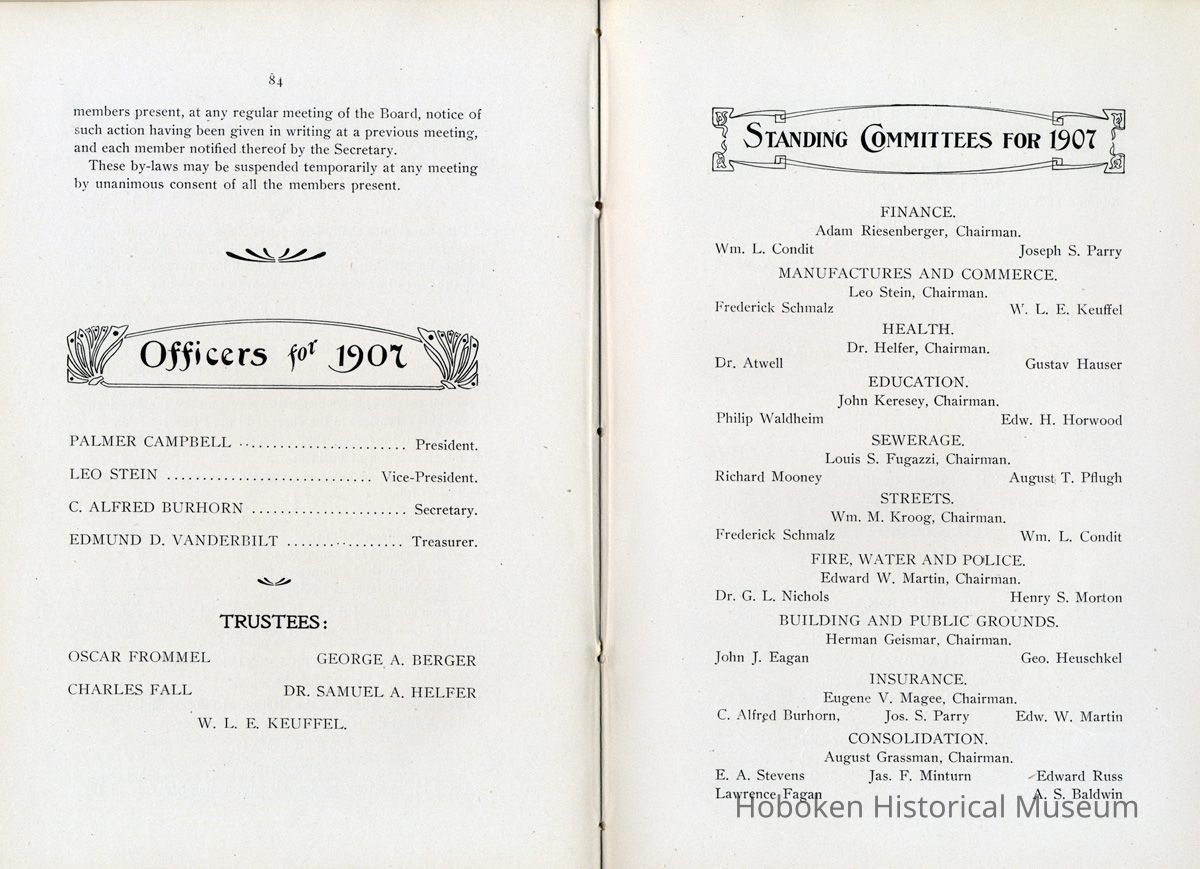 84
members present, at any regular meeting of the Board, notice of
such action having been given in writing at a previous meeting,
and each member notified thereof by the Secretary.
These by-laws may be suspended temporarily at any meeting
by unanimous consent of all the members present.
Officers for 1907
PALMER CAMPBELL ........................ President.
LEO STEIN ............................ Vice-President.
C. ALFRED BURHORN ....................... Secretary.
EDMUND D. VANDERBILT ................. Treasurer.
TRUSTEES:
OSCAR FROMMEL GEORGE A. BERGER
CHARLES FALL DR. SAMUEL A. HELFER
W. L. E. KEUFFEL.
STANDING COMMITTEES FOR 1907
FINANCE.
Adam Riesenberger, Chairman.
Wm. L. Condit Joseph S. Parry
MANUFACTURES AND COMMERCE.
Leo Stein, Chairman.
Frederick Schmalz W. L. E. Keuffel
HEALTH.
Dr. Helfer, Chairman.
Dr. Atwell Gustav Hauser
EDUCATION.
John Keresey, Chairman.
Philip Waldheim Edw. H. Horwood
SEWERAGE.
Louis S. Fugazzi, Chairman.
Richard Mooney August T. Pflugh
STREETS.
Wm. M. Kroog, Chairman.
Frederick Schmalz Wm. L. Condit
FIRE, WATER AND POLICE.
Edward W. Martin, Chairman.
Dr. G. L. Nichols Henry S. Morton
BUILDING AND PUBLIC GROUNDS.
Herman Geismar, Chairman.
John J. Eagan Geo. Heuschkel
INSURANCE.
Eugene V. Magee, Chairman.
C. Alfred Burhorn, Jos. S. Parry Edw. W. Martin
CONSOLIDATION.
August Grassman, Chairman.
E. A. Stevens Jas. F. Minturn Edward Russ
Lawrence Fagan A. S. Baldwin
Hoboken Historical Museum